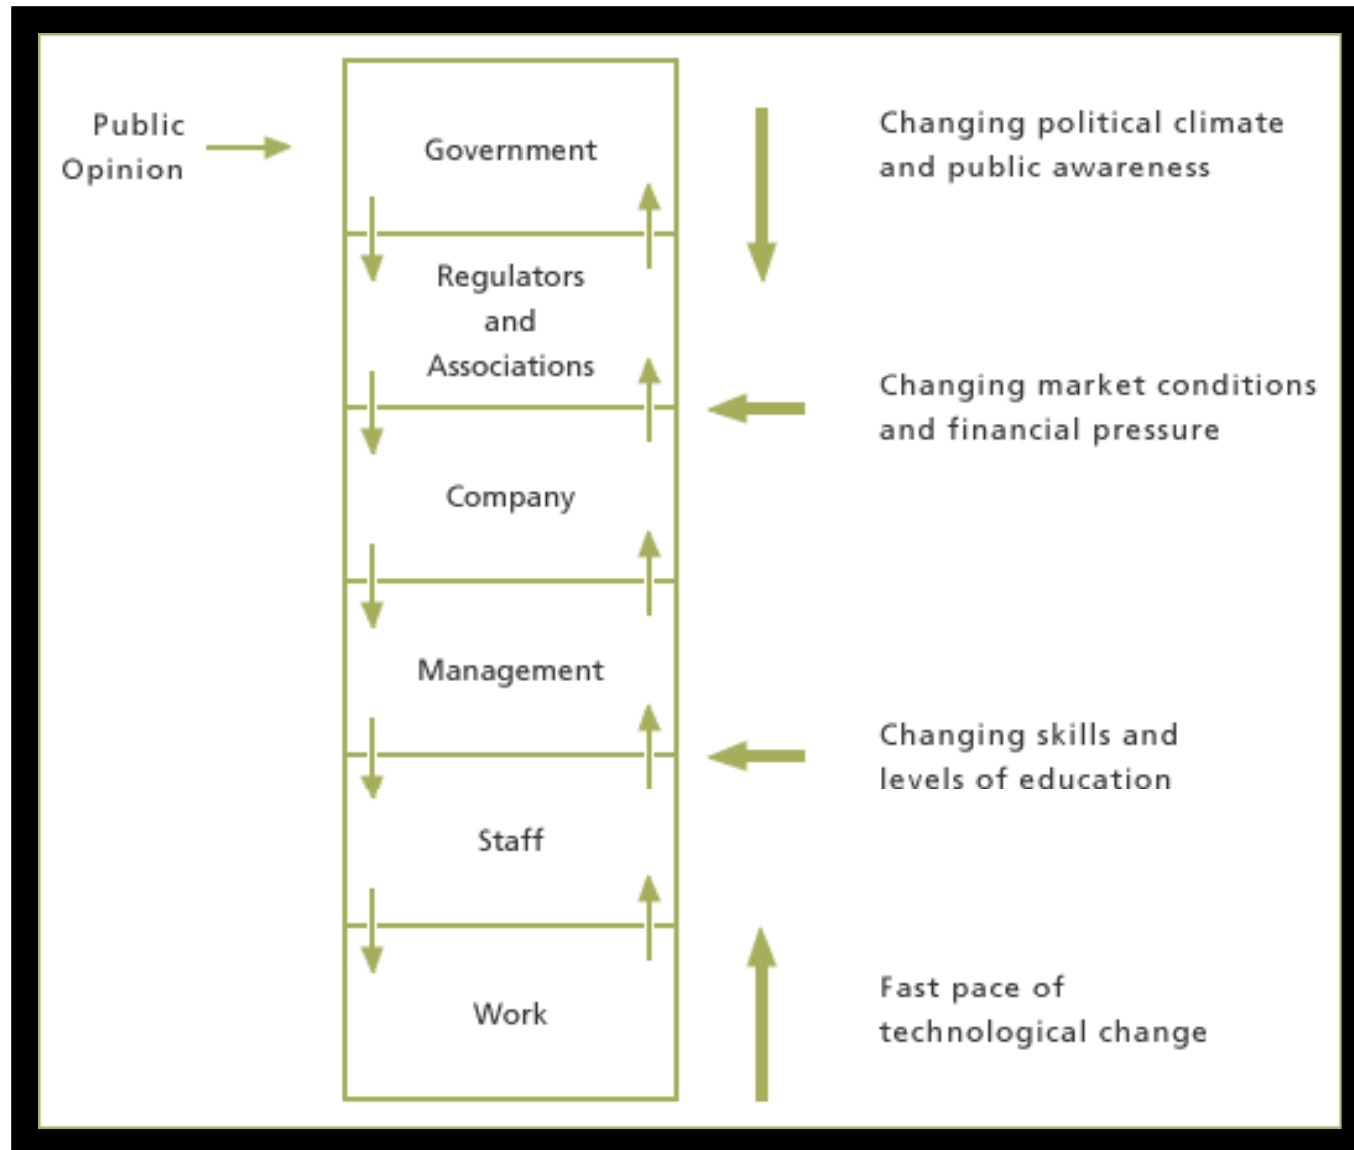 Public
Opinion
Government
Regulators
and
Associations
Company
Management
Staff
Work
Changing political climate
and public awareness
Changing market conditions
and financial pressure
Changing skills and
levels of education
Fast pace of
technological change